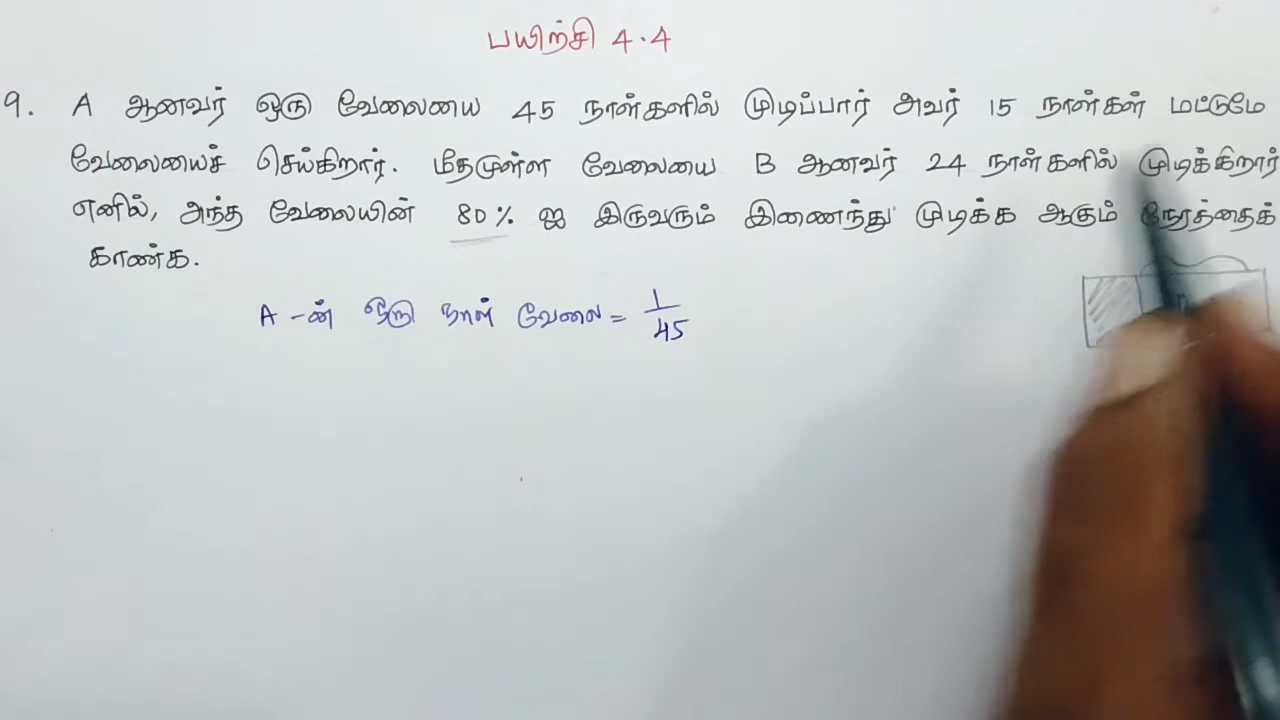 பயிற்சி 4.4
9. A ஆனவர் ஒரு வேலையை 45 நாள்களில் முடிப்பார் அவர் 15 நாள்கள் மட்டுமே
வேலையைச் செய்கிறார். மீதமுள்ள வேலையை B ஆனவர் 24 நாள்களில் முடிக்கிறார்
எனில், அந்த வேலையின் 80% ஐ இருவரும் இணைந்து முடிக்க ஆகும் நேரத்தைக்
காண்க.
A -ன் ஒரு நாள் வேலை = 1/45